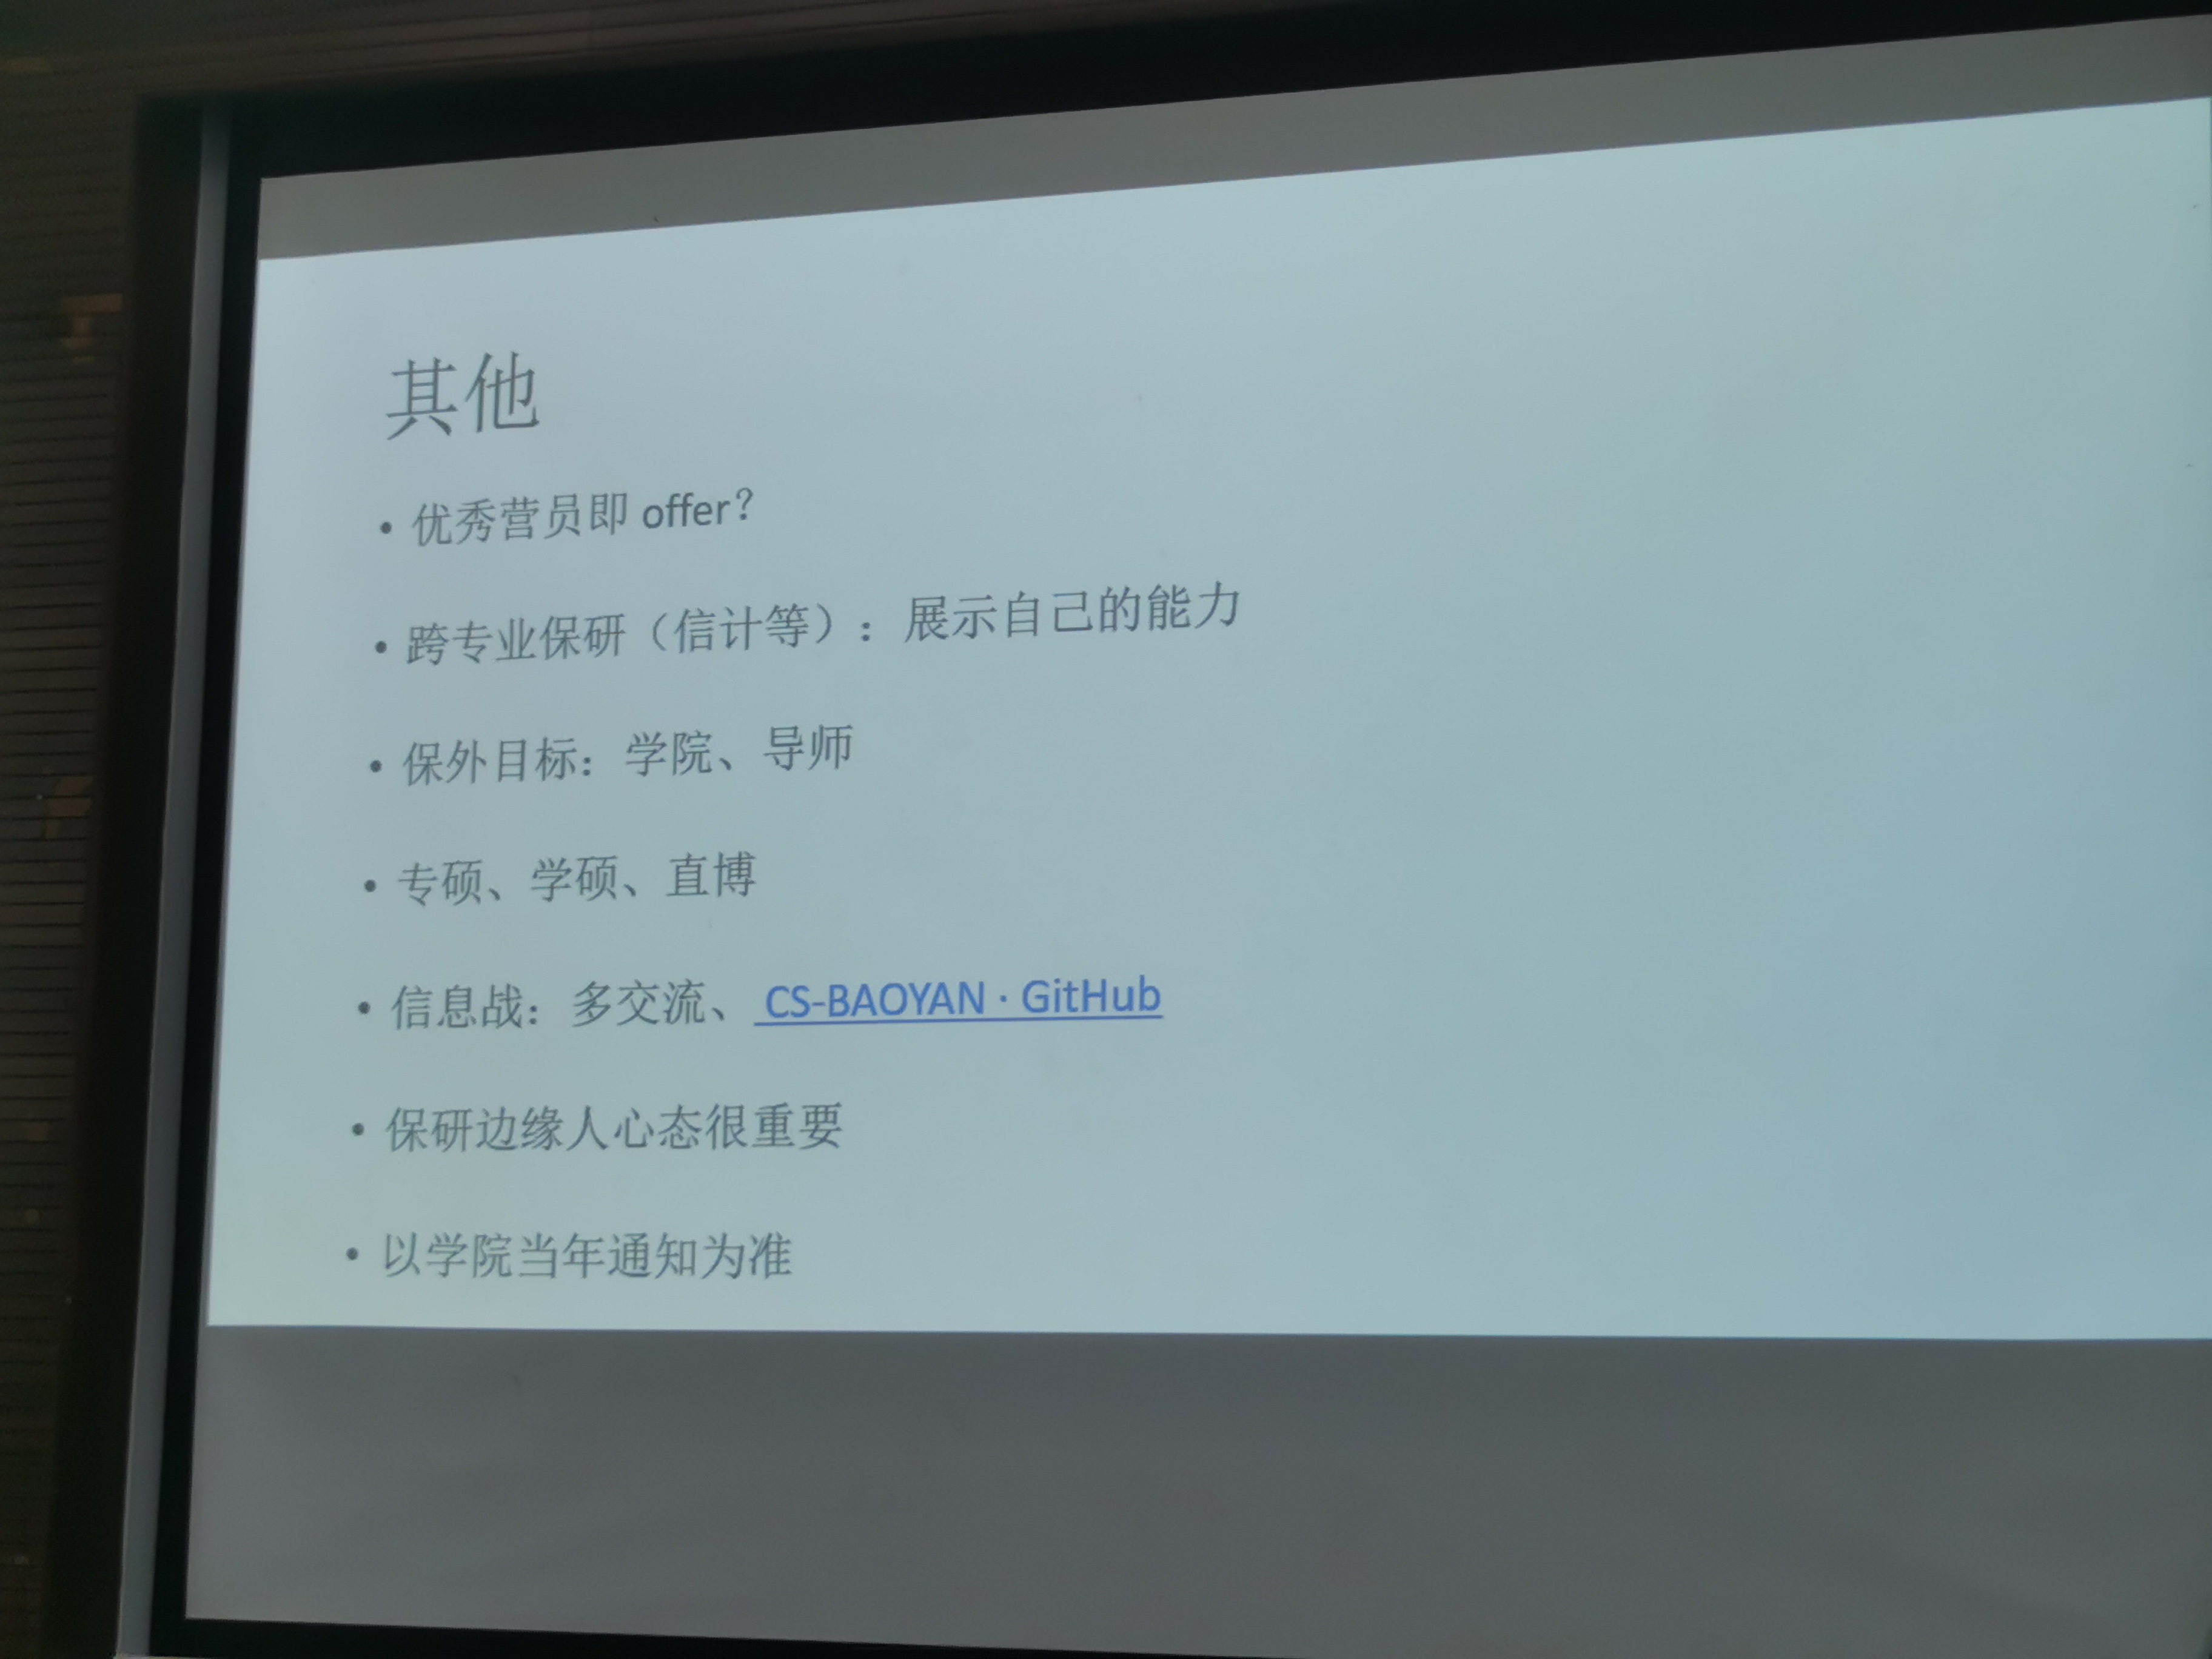 其他
• 优秀营员即 offer？
• 跨专业保研（信计等）：展示自己的能力
• 保外目标：学院、导师
• 专硕、学硕、直博
• 信息战：多交流、 CS-BAOYAN · GitHub
• 保研边缘人心态很重要
• 以学院当年通知为准